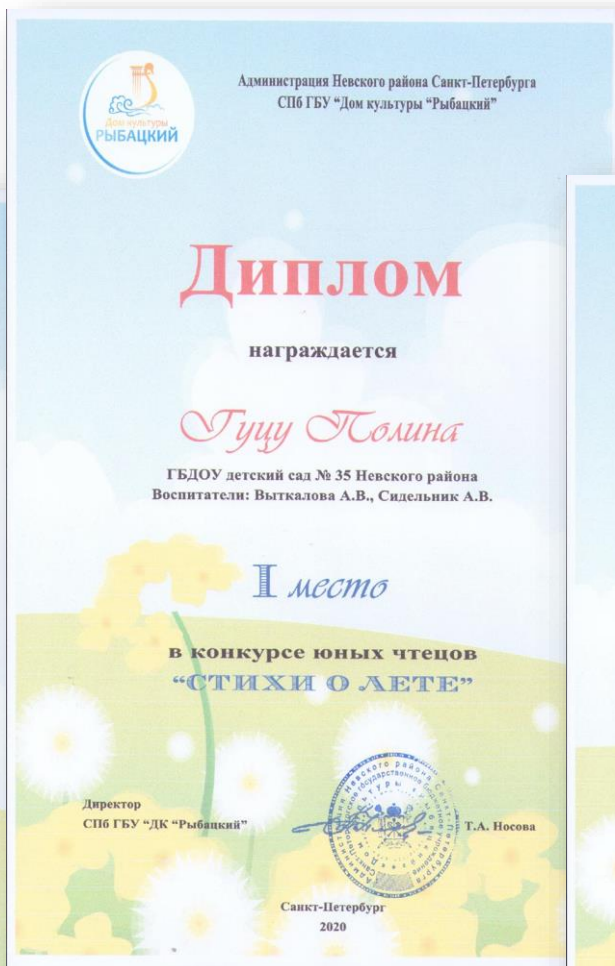 Дом культуры
РЫБАЦКИЙ
Администрация Невского района Санкт-Петербурга
СПб ГБУ “Дом культуры “Рыбацкий”
Диплом
награждается
Гуцу Полина
ГБДОУ детский сад № 35 Невского района
Воспитатели: Выткалова А.В., Сидельник А.В.
I место
в конкурсе юных чтецов
“СТИХИ О ЛЕТЕ”
Директор
СПб ГБУ “ДК “Рыбацкий”
Т.А. Носова
Санкт-Петербург
2020